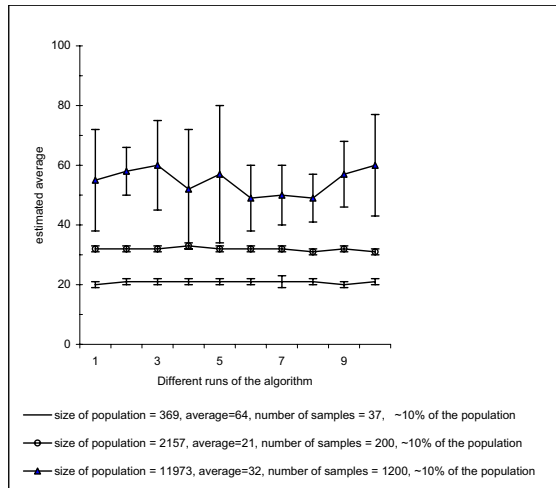 100
80
60
40
20
0
estimated average
1 3 5 7 9
Different runs of the algorithm
size of population = 369, average=64, number of samples = 37, ~10% of the population
size of population = 2157, average=21, number of samples = 200, ~10% of the population
size of population = 11973, average=32, number of samples = 1200, ~10% of the population